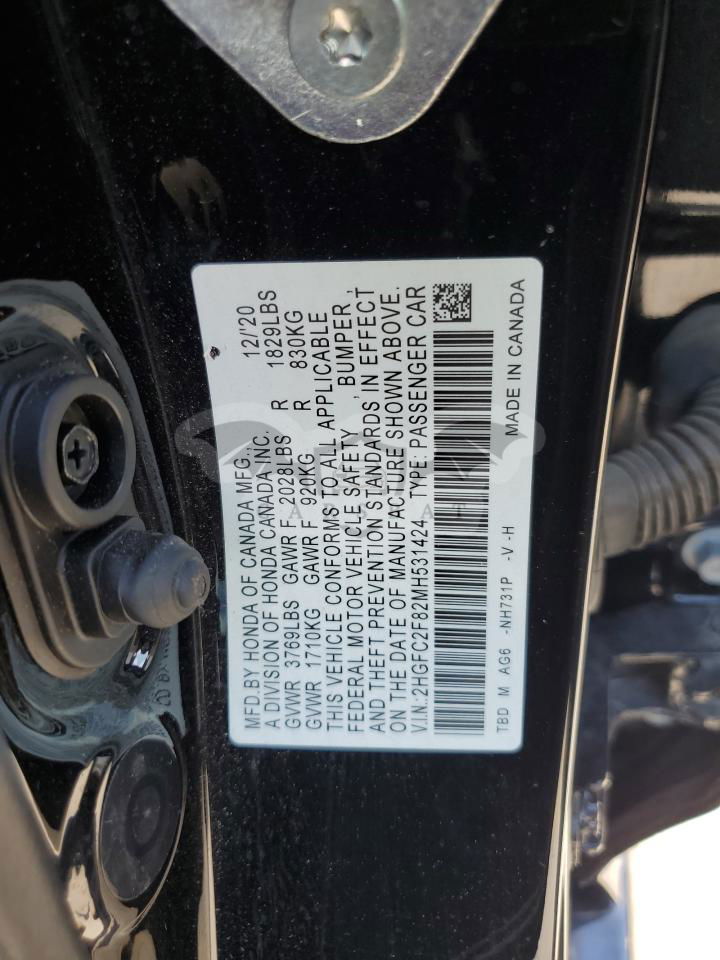 MFD.BY HONDA OF CANADA MFG., 12/'20
A DIVISION OF HONDA CANADA INC.
GVWR 3769LBS GAWR F 2028LBS R 1829LBS
GVWR 1710KG GAWR F 920KG R 830KG
THIS VEHICLE CONFORMS TO ALL APPLICABLE
FEDERAL MOTOR VEHICLE SAFETY , BUMPER ,
AND THEFT PREVENTION STANDARDS IN EFFECT
ON THE DATE OF MANUFACTURE SHOWN ABOVE.
V.I.N.:2HGFC2F82MH531424 TYPE: PASSENGER CAR
TBD M AG6 -NH731P -V -H MADE IN CANADA